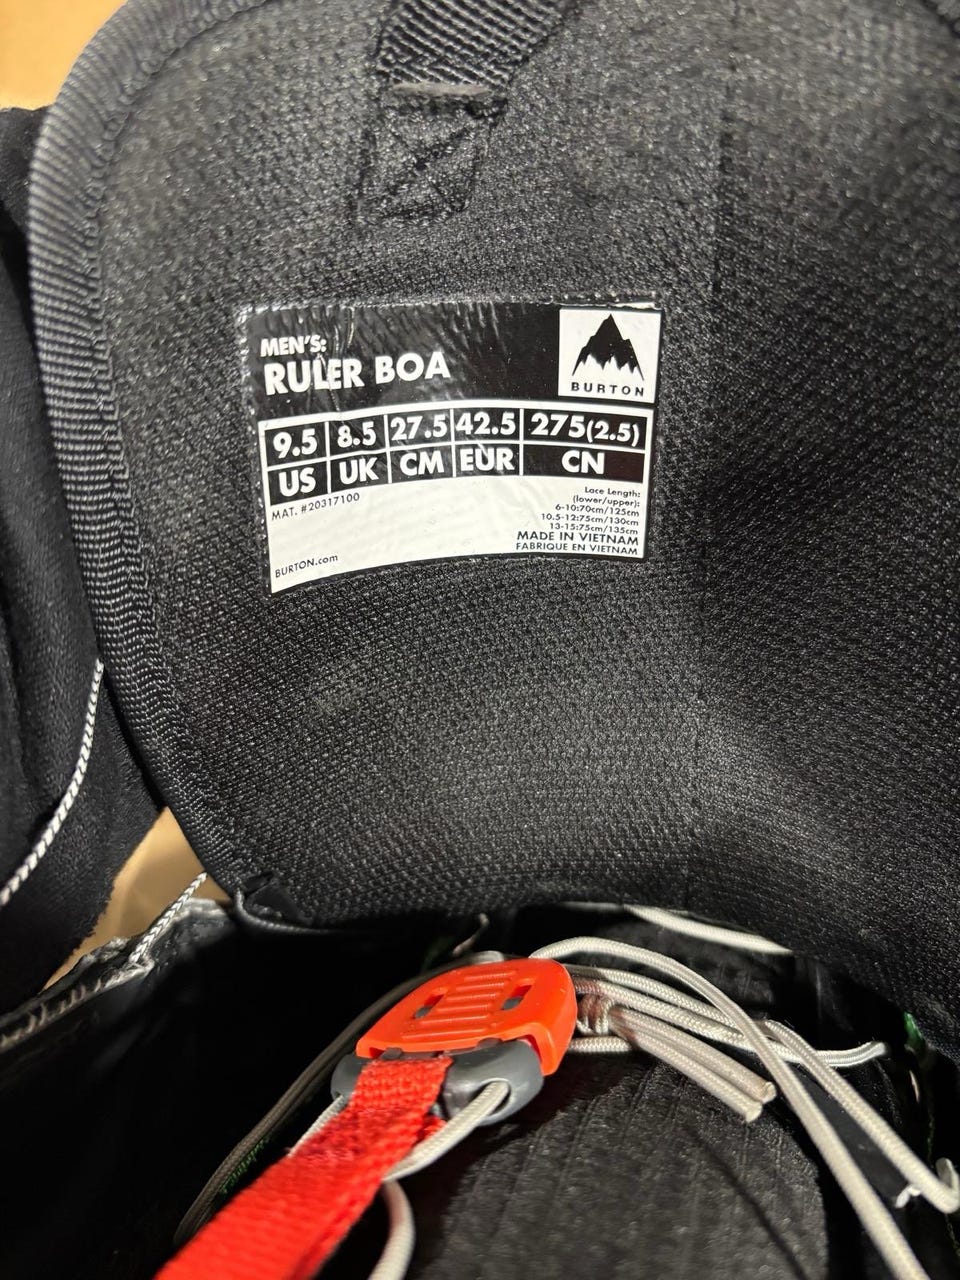 MEN'S:
RULER BOA
BURTON
9.5 8.5 27.5 42.5 275(2.5)
US UK CM EUR CN
MAT. #20317100
Lace Length:
(lower/upper):
6-10:70cm/125cm
10.5-12:75cm/130cm
13-15:75cm/135cm
MADE IN VIETNAM
FABRIQUE EN VIETNAM
BURTON.com